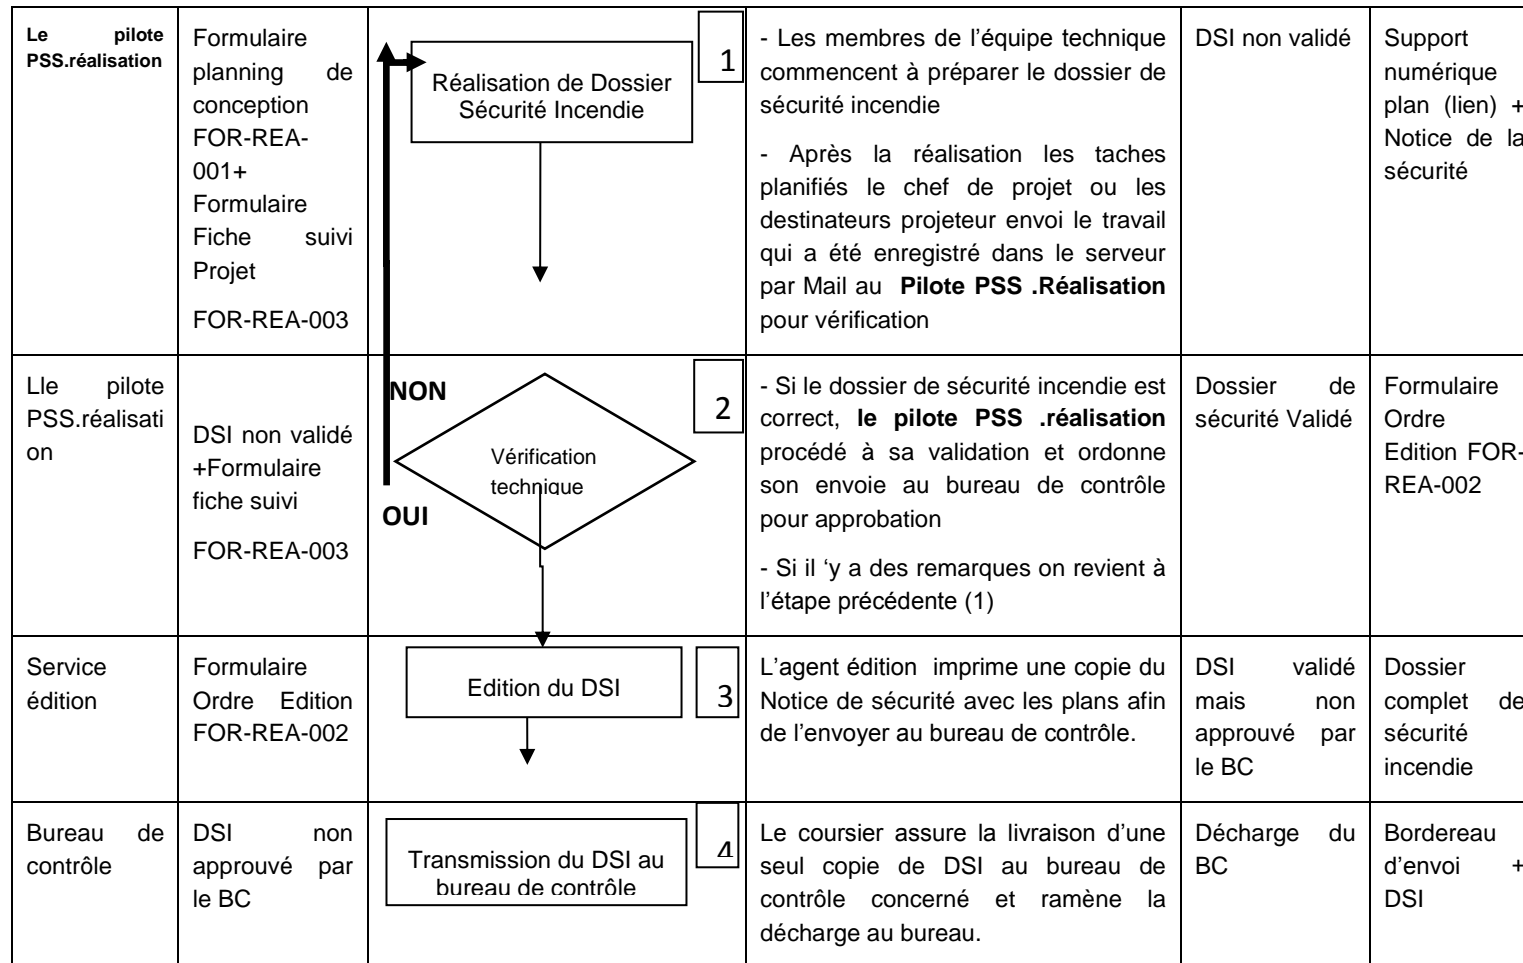 Le pilote
PSS.réalisation
Formulaire
planning de
conception
FOR-REA-
001+
Formulaire
Fiche suivi
Projet
FOR-REA-003
1
Réalisation de Dossier
Sécurité Incendie
- Les membres de l’équipe technique
commencent à préparer le dossier de
sécurité incendie
- Après la réalisation les taches
planifiés le chef de projet ou les
destinateurs projeteur envoi le travail
qui a été enregistré dans le serveur
par Mail au Pilote PSS .Réalisation
pour vérification
DSI non validé
Support
numérique
plan (lien) +
Notice de la
sécurité
Lle pilote
PSS.réalisati
on
DSI non validé
+Formulaire
fiche suivi
FOR-REA-003
NON
2
Vérification
technique
OUI
- Si le dossier de sécurité incendie est
correct, le pilote PSS .réalisation
procédé à sa validation et ordonne
son envoie au bureau de contrôle
pour approbation
- Si il ‘y a des remarques on revient à
l’étape précédente (1)
Dossier de
sécurité Validé
Formulaire
Ordre
Edition FOR-
REA-002
Service
édition
Formulaire
Ordre Edition
FOR-REA-002
Edition du DSI
3
L’agent édition imprime une copie du
Notice de sécurité avec les plans afin
de l’envoyer au bureau de contrôle.
DSI validé
mais non
approuvé par
le BC
Dossier
complet de
sécurité
incendie
Bureau de
contrôle
DSI non
approuvé par
le BC
4
Transmission du DSI au
bureau de contrôle
Le coursier assure la livraison d’une
seul copie de DSI au bureau de
contrôle concerné et ramène la
décharge au bureau.
Décharge du
BC
Bordereau
d’envoi +
DSI